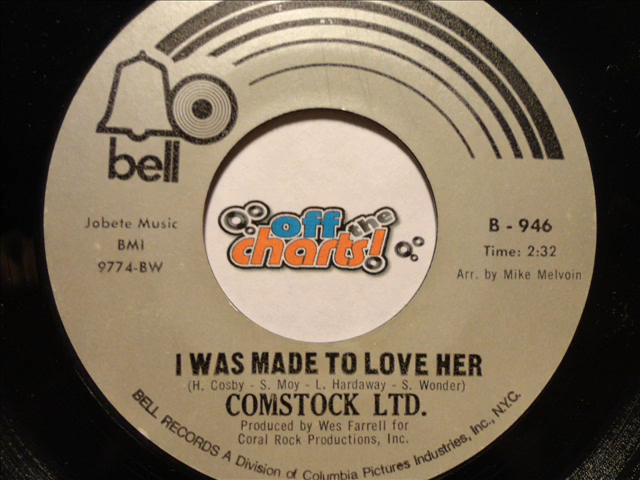 bell
Jobete Music
BMI
9774-BW
off
the
charts!
B - 946
Time: 2:32
Arr. by Mike Melvoin
I WAS MADE TO LOVE HER
(H. Cosby - S. Moy - L. Hardaway - S. Wonder)
COMSTOCK LTD.
Produced by Wes Farrell for
Coral Rock Productions, Inc.
BELL RECORDS A Division of Columbia Pictures Industries, Inc., N.Y.C.